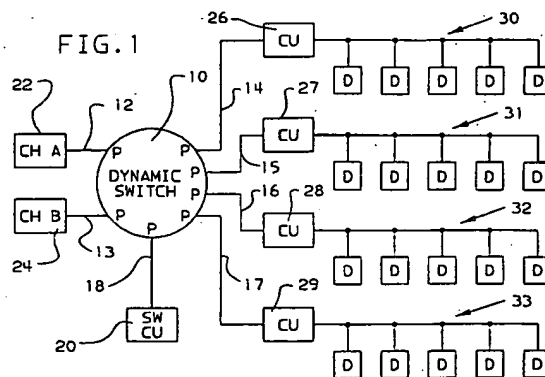 FIG.1
26
CU
30
D D D D D
22
10
12
14
27
CU
31
CH A
P P
15
D D D D D
DYNAMIC
SWITCH
P
P
16
28
CU
32
CH B
P P
P
D D D D D
24
13
18
17
29
CU
33
20
SW
CU
D D D D D